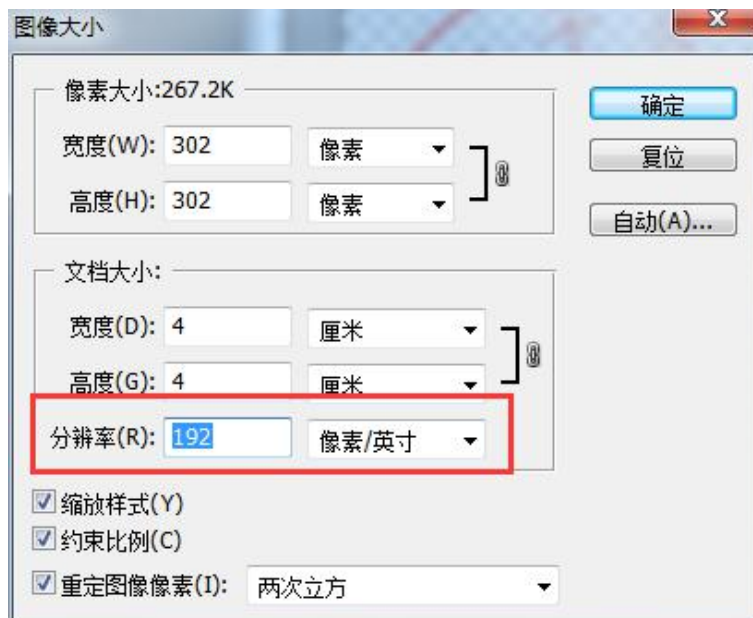 图像大小
像素大小:267.2K
宽度(W): 302 像素
高度(H): 302 像素
确定
复位
自动(A)...
文档大小:
宽度(D): 4 厘米
高度(G): 4 厘米
分辨率(R): 192 像素/英寸
缩放样式(Y)
约束比例(C)
重定图像像素(I): 两次立方